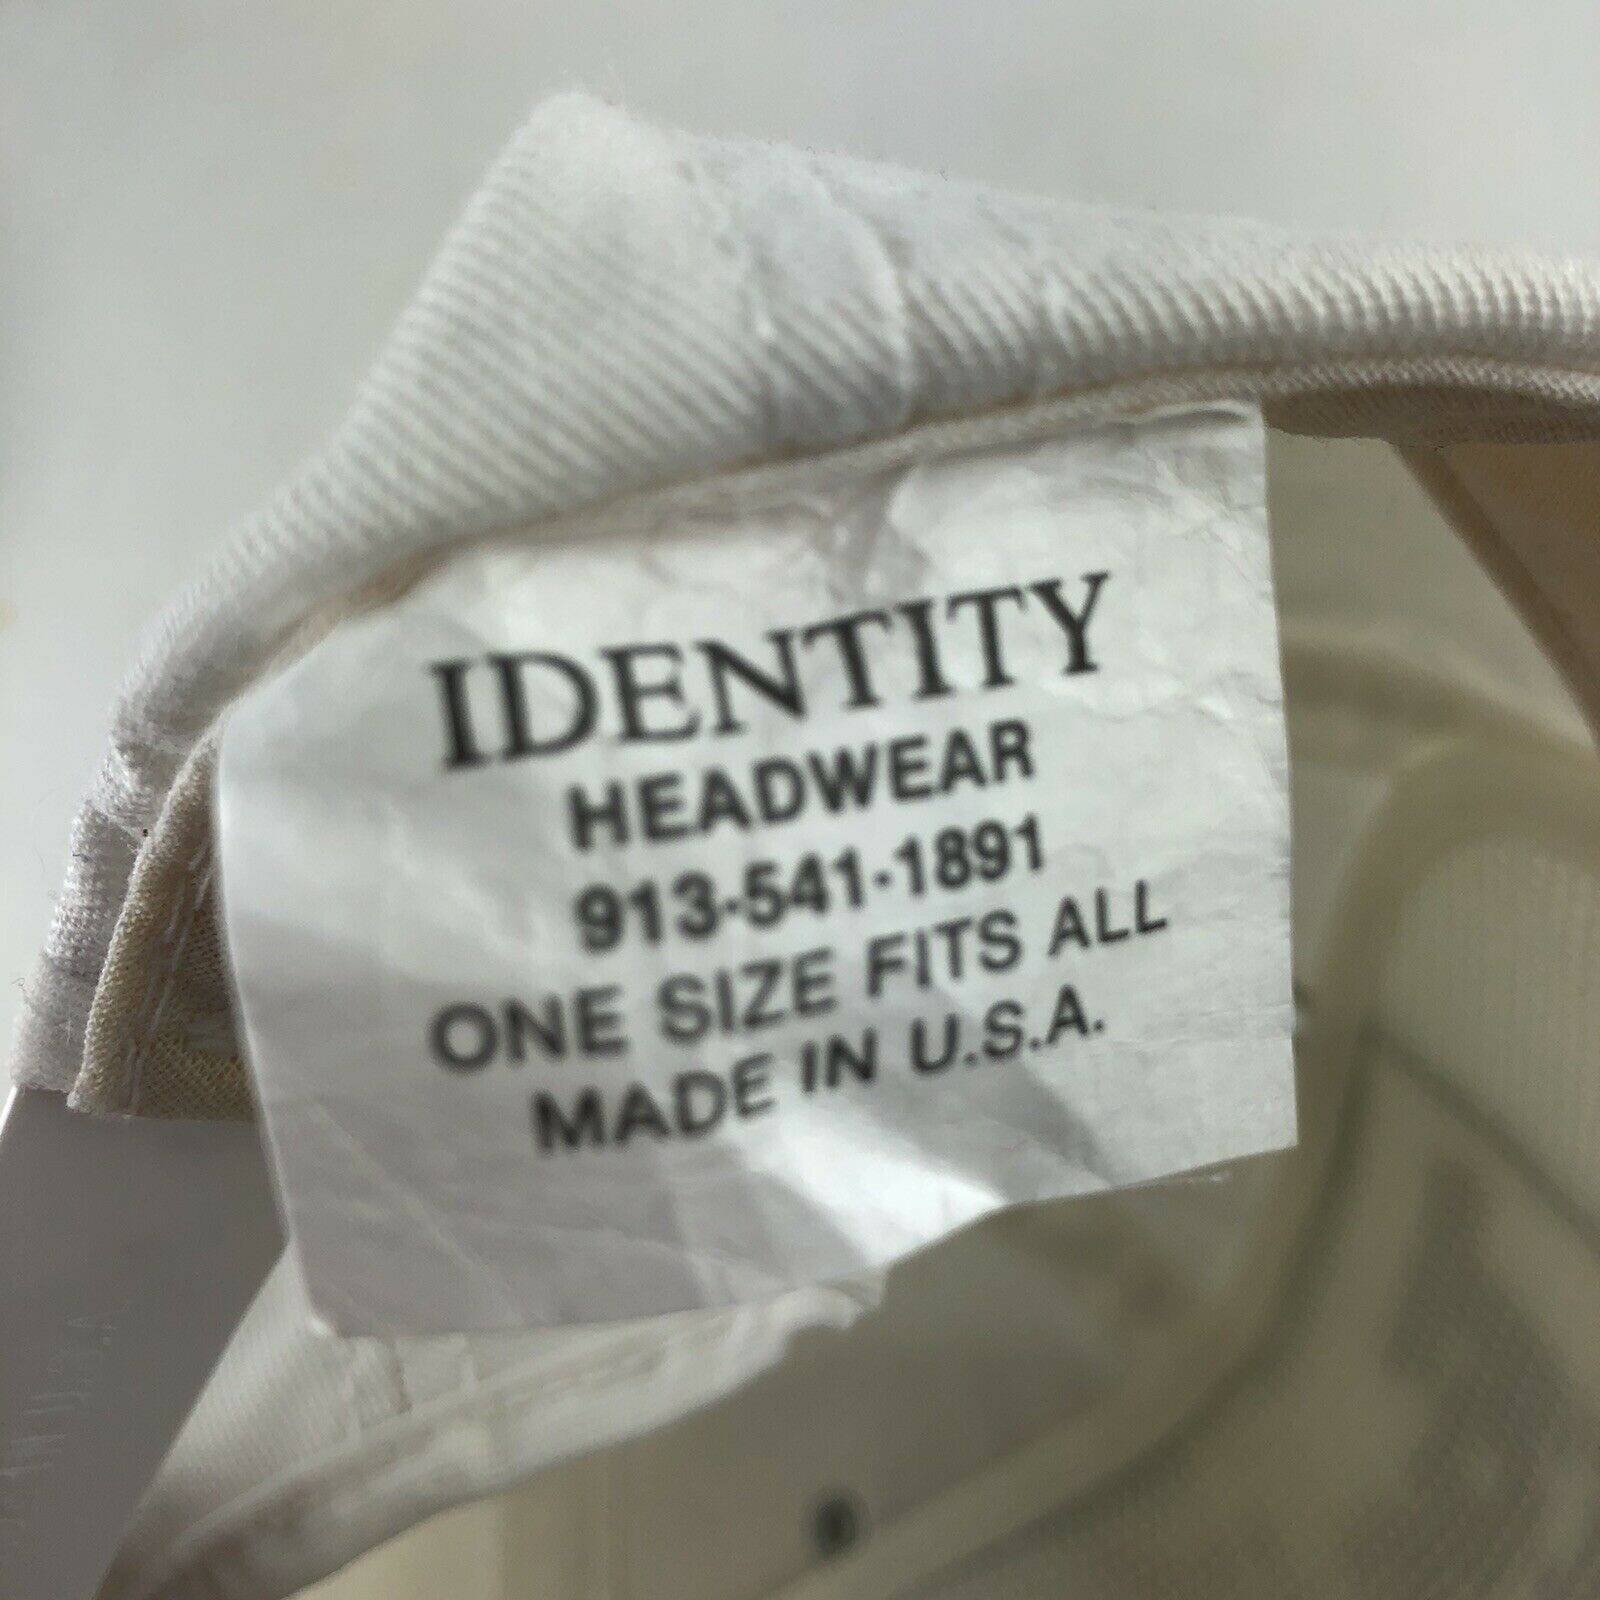 IDENTITY
HEADWEAR
913-541-1891
ONE SIZE FITS ALL
MADE IN U.S.A.